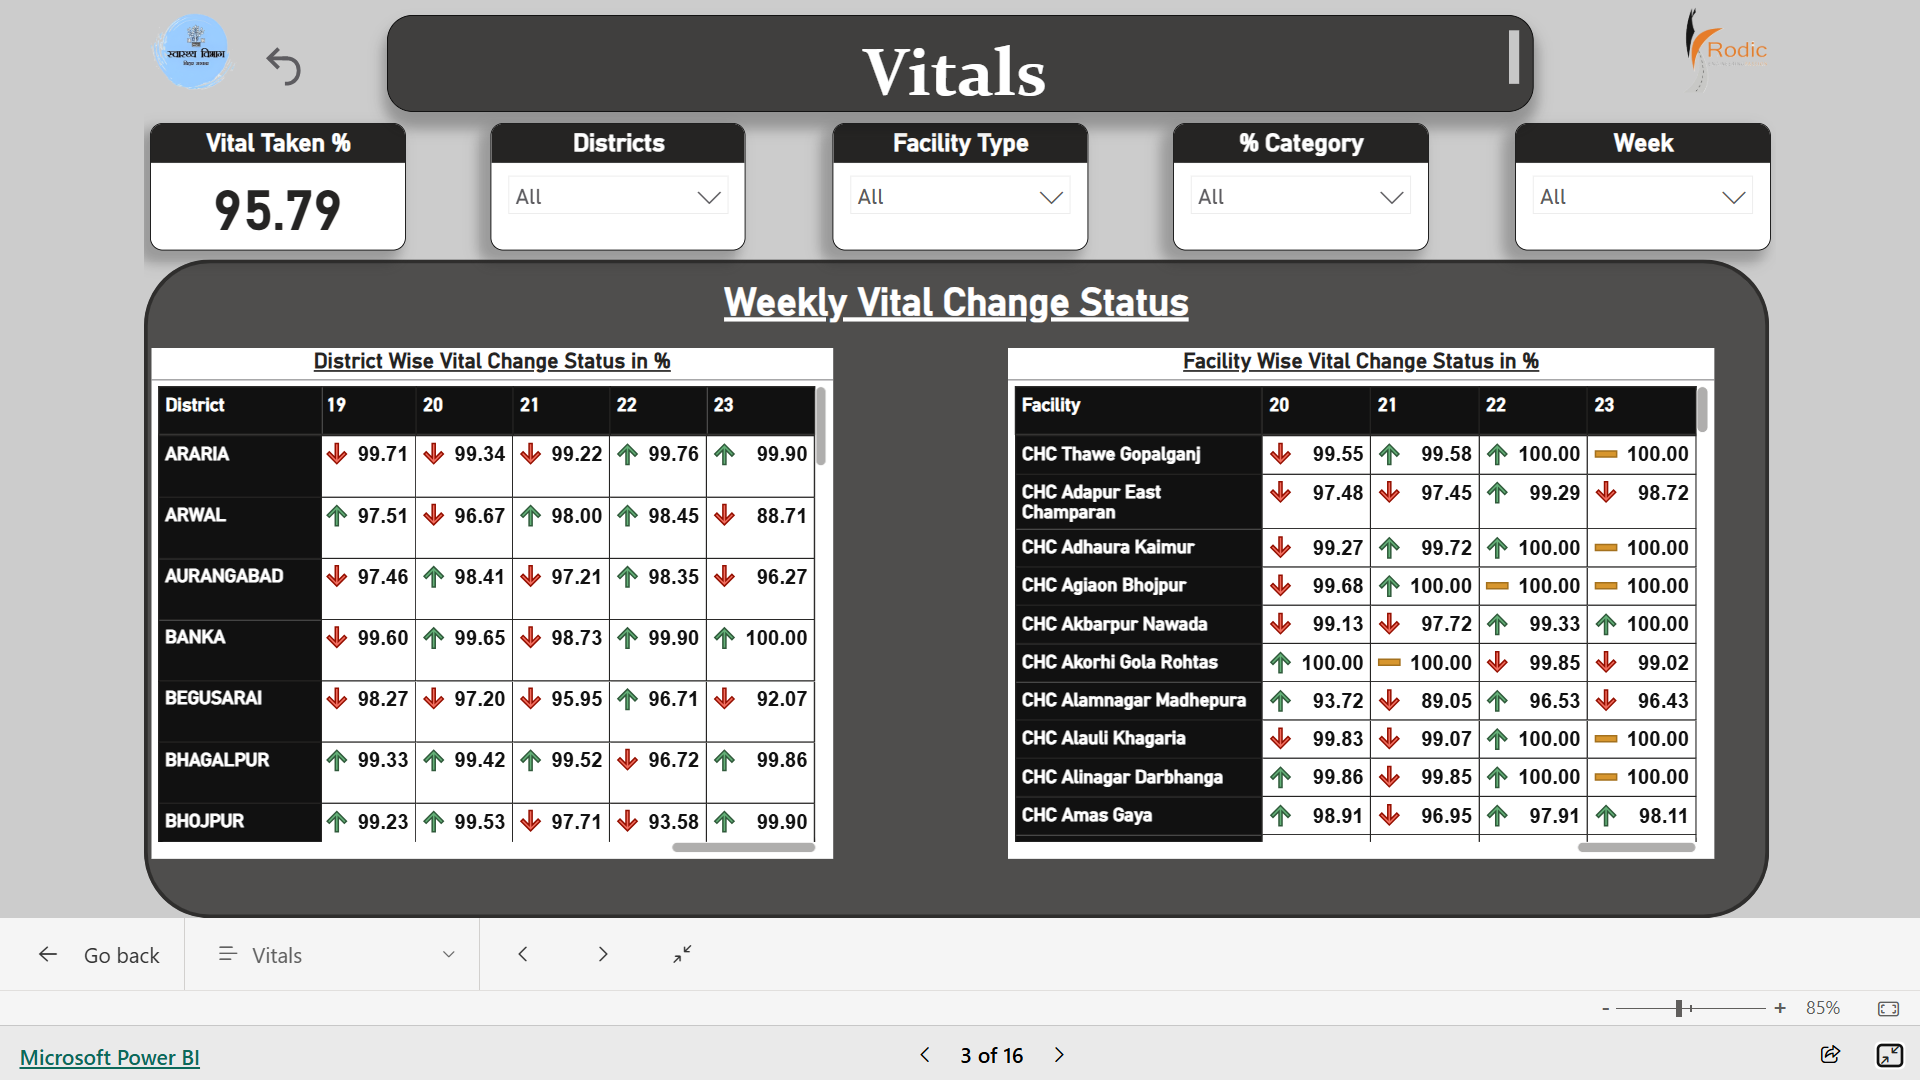 स्वास्थ्य विभाग
बिहार सरकार
Vitals
Rodic
Vital Taken %
95.79
Districts
All
Facility Type
All
% Category
All
Week
All
Weekly Vital Change Status
District Wise Vital Change Status in %
District 19 20 21 22 23
ARARIA 99.71 99.34 99.22 99.76 99.90
ARWAL 97.51 96.67 98.00 98.45 88.71
AURANGABAD 97.46 98.41 97.21 98.35 96.27
BANKA 99.60 99.65 98.73 99.90 100.00
BEGUSARAI 98.27 97.20 95.95 96.71 92.07
BHAGALPUR 99.33 99.42 99.52 96.72 99.86
BHOJPUR 99.23 99.53 97.71 93.58 99.90
Facility Wise Vital Change Status in %
Facility 20 21 22 23
CHC Thawe Gopalganj 99.55 99.58 100.00 100.00
CHC Adapur East
Champaran 97.48 97.45 99.29 98.72
CHC Adhaura Kaimur 99.27 99.72 100.00 100.00
CHC Agiaon Bhojpur 99.68 100.00 100.00 100.00
CHC Akbarpur Nawada 99.13 97.72 99.33 100.00
CHC Akorhi Gola Rohtas 100.00 100.00 99.85 99.02
CHC Alamnagar Madhepura 93.72 89.05 96.53 96.43
CHC Alauli Khagaria 99.83 99.07 100.00 100.00
CHC Alinagar Darbhanga 99.86 99.85 100.00 100.00
CHC Amas Gaya 98.91 96.95 97.91 98.11
Go back
Vitals
- + 85%
Microsoft Power BI
3 of 16